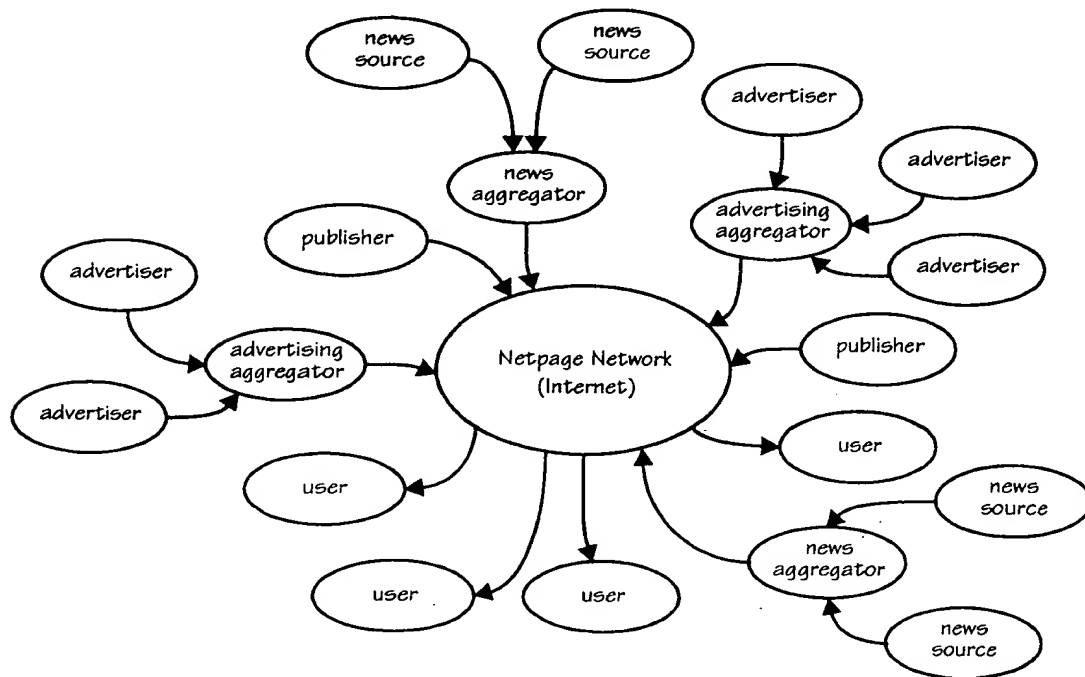 news
source
news
source
advertiser
advertiser
news
aggregator
advertising
aggregator
publisher
advertiser
advertiser
publisher
Netpage Network
(Internet)
advertising
aggregator
advertiser
user
user
news
source
news
aggregator
user
user
news
source